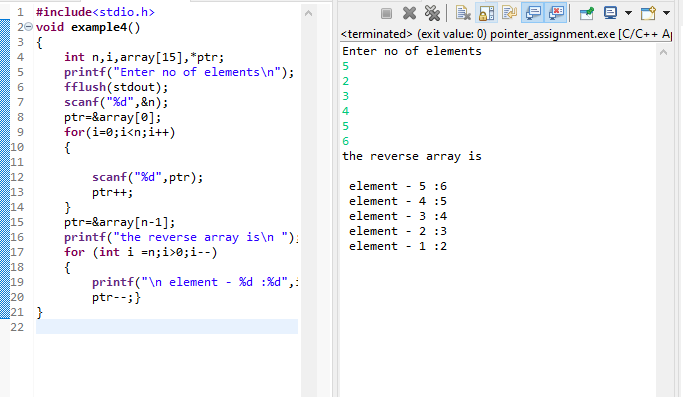 1 #include<stdio.h>
2 void example4()
3 {
4 int n,i,array[15],*ptr;
5 printf("Enter no of elements\n");
6 fflush(stdout);
7 scanf("%d",&n);
8 ptr=&array[0];
9 for(i=0;i<n;i++)
10 {
11
12 scanf("%d",ptr);
13 ptr++;
14 }
15 ptr=&array[n-1];
16 printf("the reverse array is\n ");
17 for (int i =n;i>0;i--)
18 {
19 printf("\n element - %d :%d",i
20 ptr--;}
21 }
22
<terminated> (exit value: 0) pointer_assignment.exe [C/C++ Ap
Enter no of elements
5
2
3
4
5
6
the reverse array is
element - 5 :6
element - 4 :5
element - 3 :4
element - 2 :3
element - 1 :2